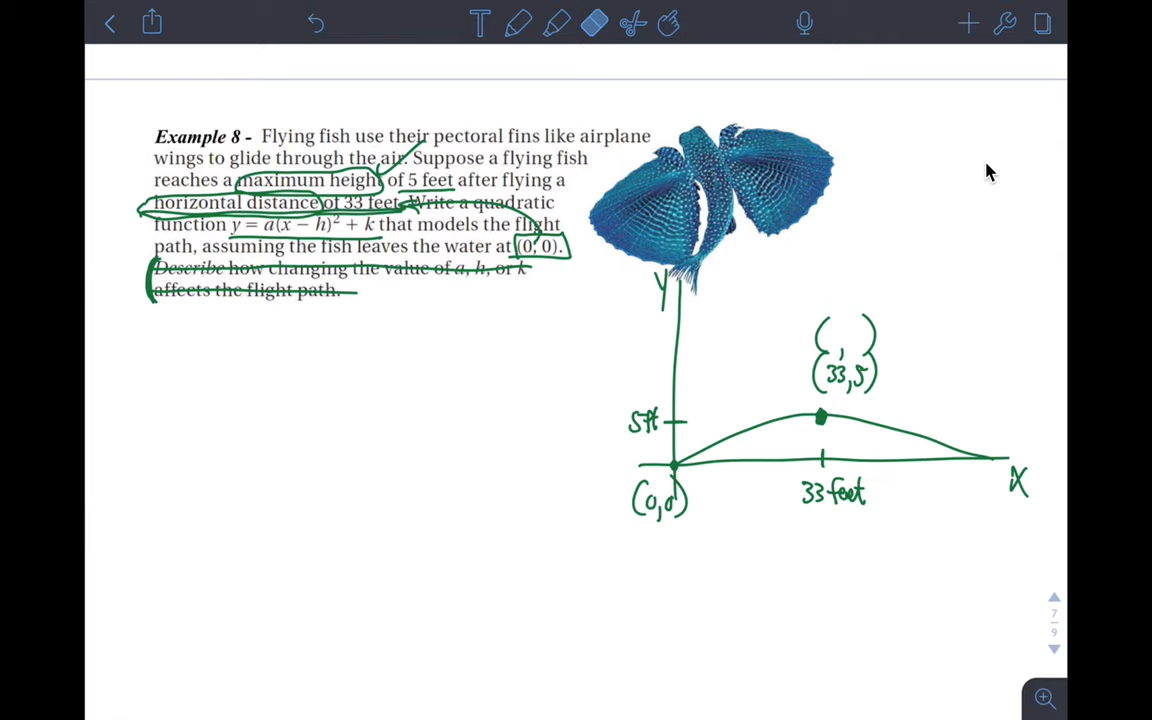 Example 8 - Flying fish use their pectoral fins like airplane
wings to glide through the air. Suppose a flying fish
reaches a maximum height of 5 feet after flying a
horizontal distance of 33 feet. Write a quadratic
function y = a(x − h)² + k that models the flight
path, assuming the fish leaves the water at (0, 0).
Describe how changing the value of a, h, or k
affects the flight path.
y
( , )
(33,5)
5ft
(0,0)
33 feet
X
7
9